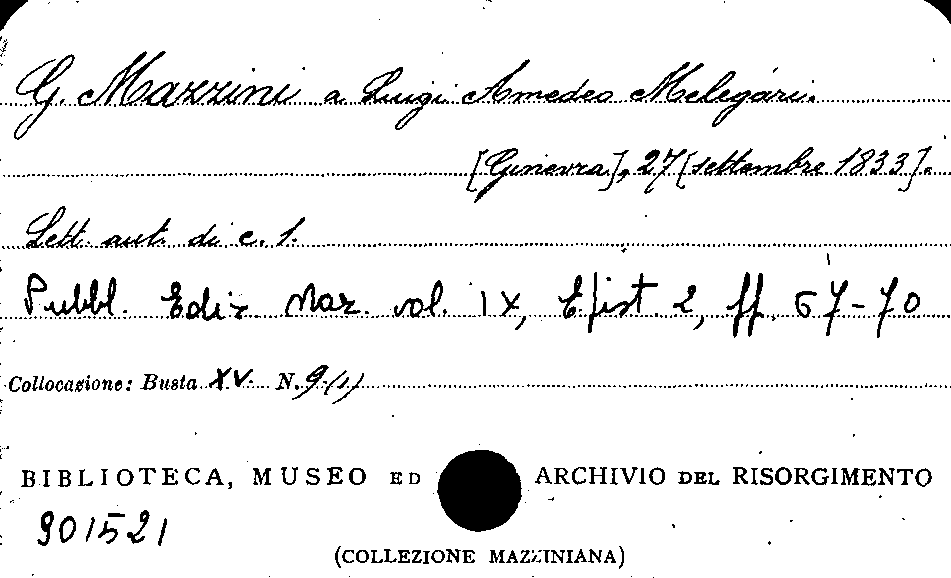 G. Mazzini a Luigi Amedeo Melegari.
[Ginevra], 27 [settembre 1833].
Lett. aut. di c. 1.
Pubbl. Ediz. Naz. vol. IX, Epist. 2, pp. 67-70
Collocazione: Busta XV. N. 9 (1)
BIBLIOTECA, MUSEO ED ARCHIVIO DEL RISORGIMENTO
901521
(COLLEZIONE MAZZINIANA)